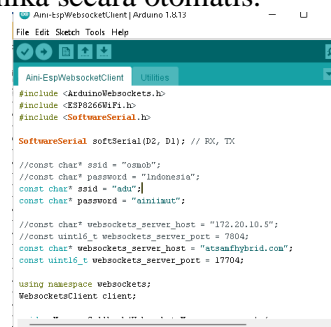 nika secara otomatis.
Aini-EspWebsocketClient | Arduino 1.8.13
File Edit Sketch Tools Help
Aini-EspWebsocketClient Utilities
#include <ArduinoWebsockets.h>
#include <ESP8266WiFi.h>
#include <SoftwareSerial.h>
SoftwareSerial softSerial(D2, D1); // RX, TX
//const char* ssid = "osmob";
//const char* password = "1ndonesia";
const char* ssid = "adu";
const char* password = "ainiimut";
//const char* websockets_server_host = "172.20.10.5";
//const uint16_t websockets_server_port = 7804;
const char* websockets_server_host = "atsamfhybrid.com";
const uint16_t websockets_server_port = 17704;
using namespace websockets;
WebsocketsClient client;